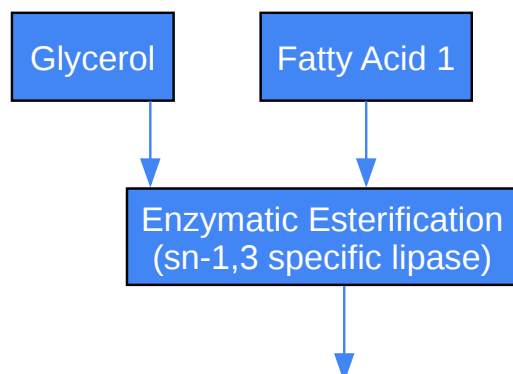 Glycerol
Fatty Acid 1
Enzymatic Esterification
(sn-1,3 specific lipase)